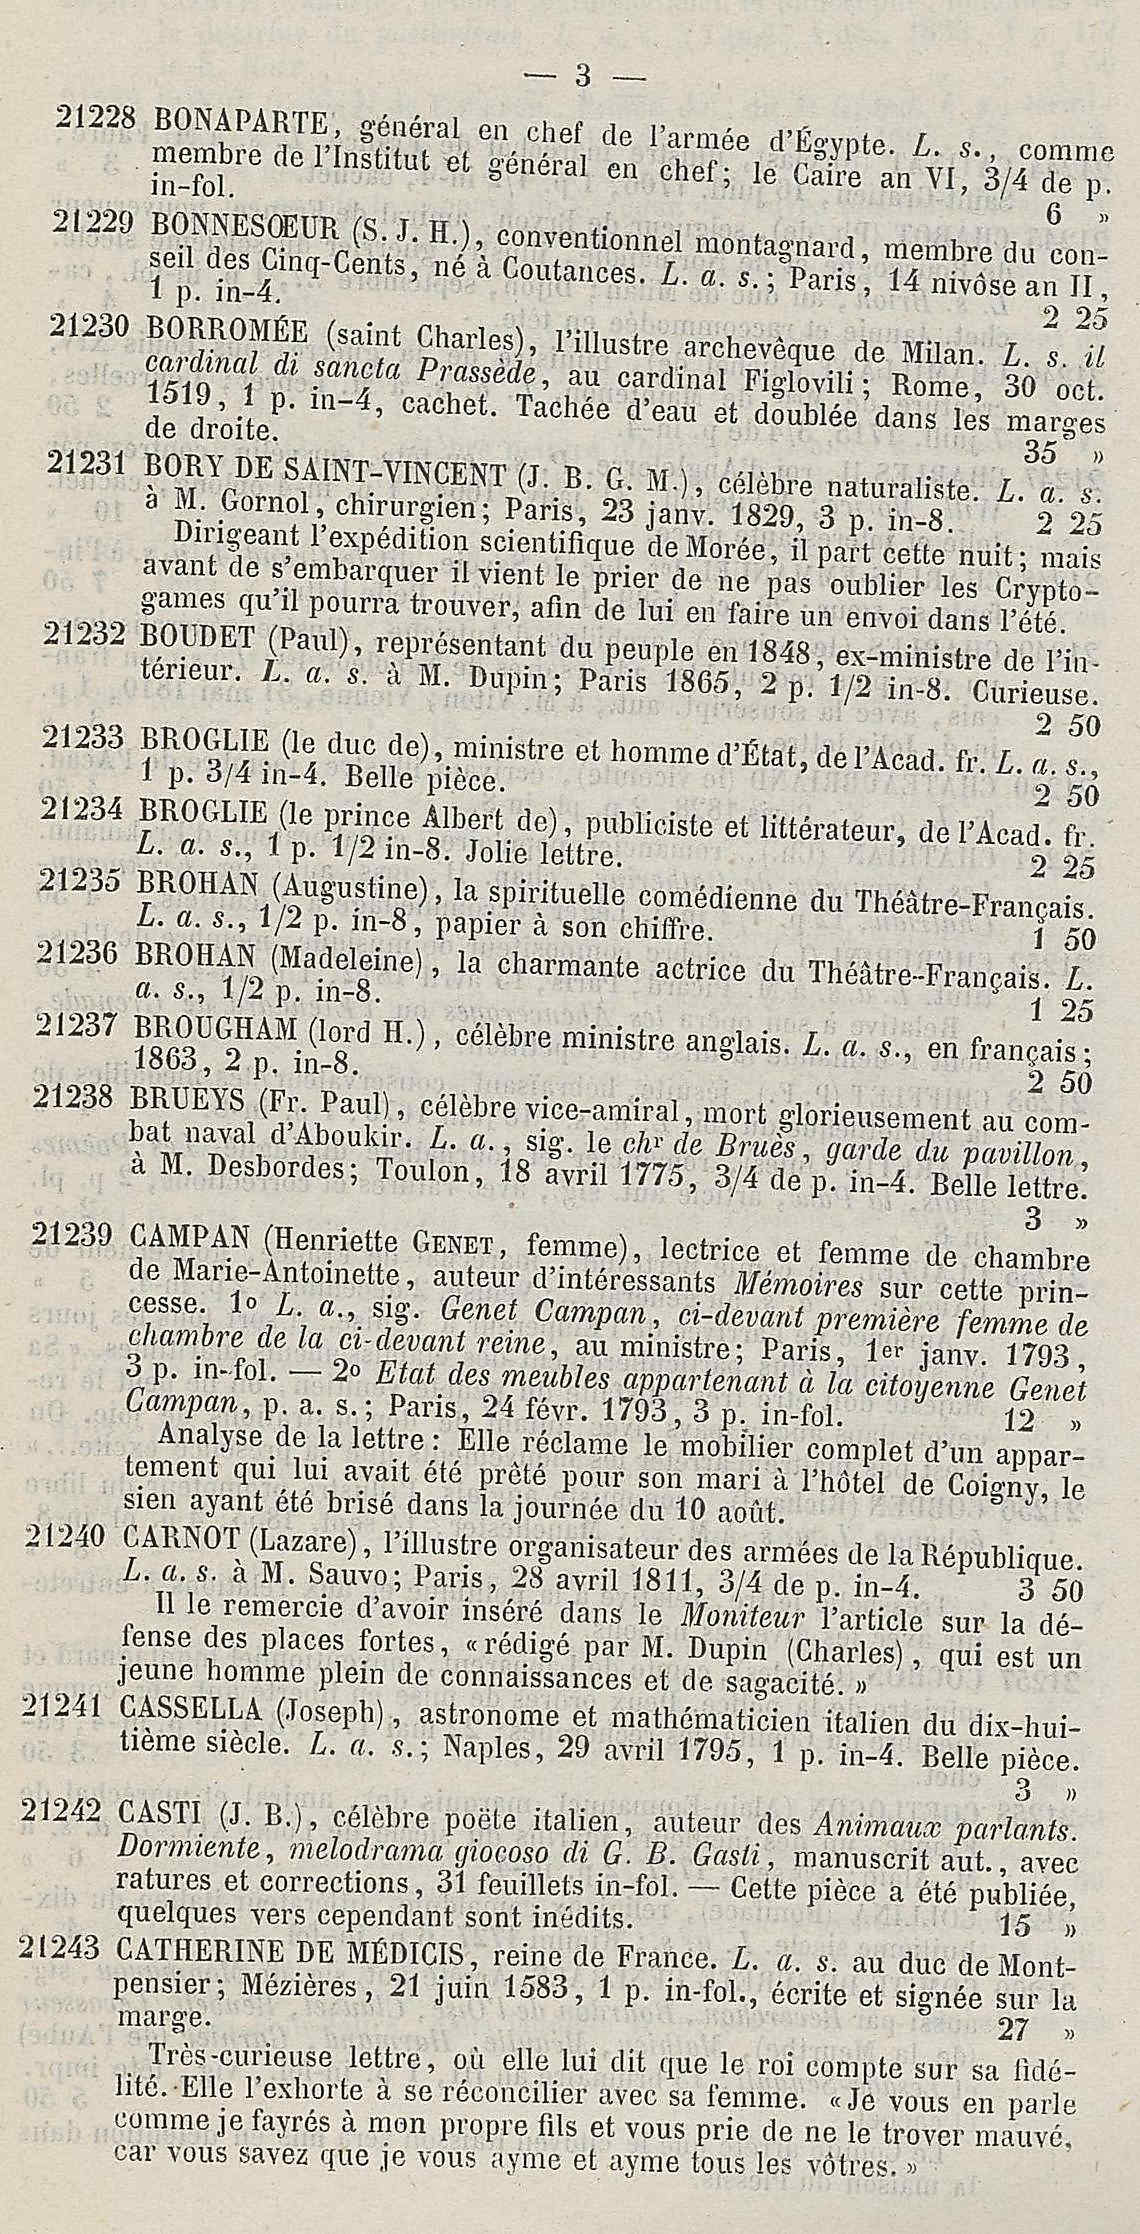 — 3 —
21228 BONAPARTE, général en chef de l'armée d'Égypte. L. s., comme
membre de l'Institut et général en chef; le Caire an VI, 3/4 de p.
in-fol. 6 »
21229 BONNESŒUR (S. J. H.), conventionnel montagnard, membre du con-
seil des Cinq-Cents, né à Coutances. L. a. s.; Paris, 14 nivôse an II,
1 p. in-4. 2 25
21230 BORROMÉE (saint Charles), l'illustre archevêque de Milan. L. s. il
cardinal di sancta Prassède, au cardinal Figlovili; Rome, 30 oct.
1519, 1 p. in-4, cachet. Tachée d'eau et doublée dans les marges
de droite. 35 »
21231 BORY DE SAINT-VINCENT (J. B. G. M.), célèbre naturaliste. L. a. s.
à M. Gornol, chirurgien; Paris, 23 janv. 1829, 3 p. in-8. 2 25
Dirigeant l'expédition scientifique de Morée, il part cette nuit; mais
avant de s'embarquer il vient le prier de ne pas oublier les Crypto-
games qu'il pourra trouver, afin de lui en faire un envoi dans l'été.
21232 BOUDET (Paul), représentant du peuple en 1848, ex-ministre de l'in-
térieur. L. a. s. à M. Dupin; Paris 1865, 2 p. 1/2 in-8. Curieuse.
2 50
21233 BROGLIE (le duc de), ministre et homme d'État, de l'Acad. fr. L. a. s.,
1 p. 3/4 in-4. Belle pièce. 2 50
21234 BROGLIE (le prince Albert de), publiciste et littérateur, de l'Acad. fr.
L. a. s., 1 p. 1/2 in-8. Jolie lettre. 2 25
21235 BROHAN (Augustine), la spirituelle comédienne du Théâtre-Français.
L. a. s., 1/2 p. in-8, papier à son chiffre. 1 50
21236 BROHAN (Madeleine), la charmante actrice du Théâtre-Français. L.
a. s., 1/2 p. in-8. 1 25
21237 BROUGHAM (lord H.), célèbre ministre anglais. L. a. s., en français;
1863, 2 p. in-8. 2 50
21238 BRUEYS (Fr. Paul), célèbre vice-amiral, mort glorieusement au com-
bat naval d'Aboukir. L. a., sig. le chr de Bruès, garde du pavillon,
à M. Desbordes; Toulon, 18 avril 1775, 3/4 de p. in-4. Belle lettre.
3 »
21239 CAMPAN (Henriette GENET, femme), lectrice et femme de chambre
de Marie-Antoinette, auteur d'intéressants Mémoires sur cette prin-
cesse. 1o L. a., sig. Genet Campan, ci-devant première femme de
chambre de la ci-devant reine, au ministre; Paris, 1er janv. 1793,
3 p. in-fol. — 2o Etat des meubles appartenant à la citoyenne Genet
Campan, p. a. s.; Paris, 24 févr. 1793, 3 p. in-fol. 12 »
Analyse de la lettre: Elle réclame le mobilier complet d'un appar-
tement qui lui avait été prêté pour son mari à l'hôtel de Coigny, le
sien ayant été brisé dans la journée du 10 août.
21240 CARNOT (Lazare), l'illustre organisateur des armées de la République.
L. a. s. à M. Sauvo; Paris, 28 avril 1811, 3/4 de p. in-4. 3 50
Il le remercie d'avoir inséré dans le Moniteur l'article sur la dé-
fense des places fortes, « rédigé par M. Dupin (Charles), qui est un
jeune homme plein de connaissances et de sagacité. »
21241 CASSELLA (Joseph), astronome et mathématicien italien du dix-hui-
tième siècle. L. a. s.; Naples, 29 avril 1795, 1 p. in-4. Belle pièce.
3 »
21242 CASTI (J. B.), célèbre poëte italien, auteur des Animaux parlants.
Dormiente, melodrama giocoso di G. B. Gasti, manuscrit aut., avec
ratures et corrections, 31 feuillets in-fol. — Cette pièce a été publiée,
quelques vers cependant sont inédits. 15 »
21243 CATHERINE DE MÉDICIS, reine de France. L. a. s. au duc de Mont-
pensier; Mézières, 21 juin 1583, 1 p. in-fol., écrite et signée sur la
marge. 27 »
Très-curieuse lettre, où elle lui dit que le roi compte sur sa fidé-
lité. Elle l'exhorte à se réconcilier avec sa femme. « Je vous en parle
comme je fayrés à mon propre fils et vous prie de ne le trover mauvé,
car vous savez que je vous ayme et ayme tous les vôtres. »